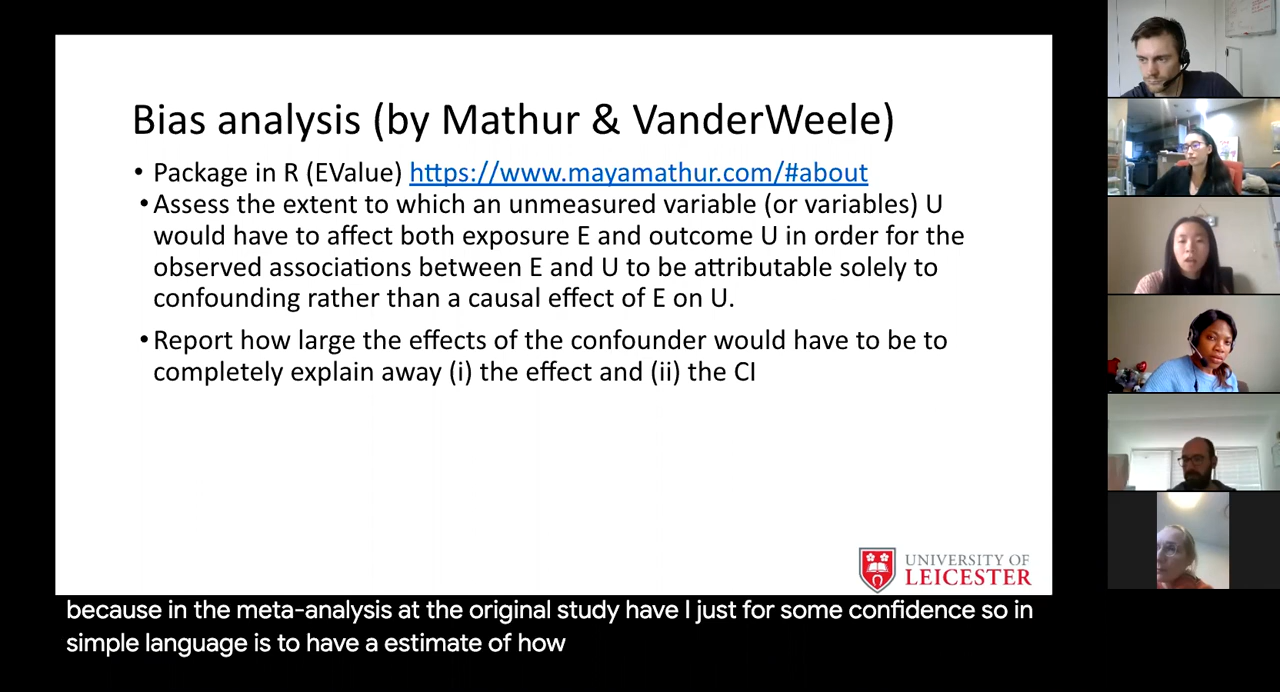 Bias analysis (by Mathur & VanderWeele)
• Package in R (EValue) https://www.mayamathur.com/#about
• Assess the extent to which an unmeasured variable (or variables) U
would have to affect both exposure E and outcome U in order for the
observed associations between E and U to be attributable solely to
confounding rather than a causal effect of E on U.
• Report how large the effects of the confounder would have to be to
completely explain away (i) the effect and (ii) the CI
UNIVERSITY OF
LEICESTER
because in the meta-analysis at the original study have I just for some confidence so in
simple language is to have a estimate of how